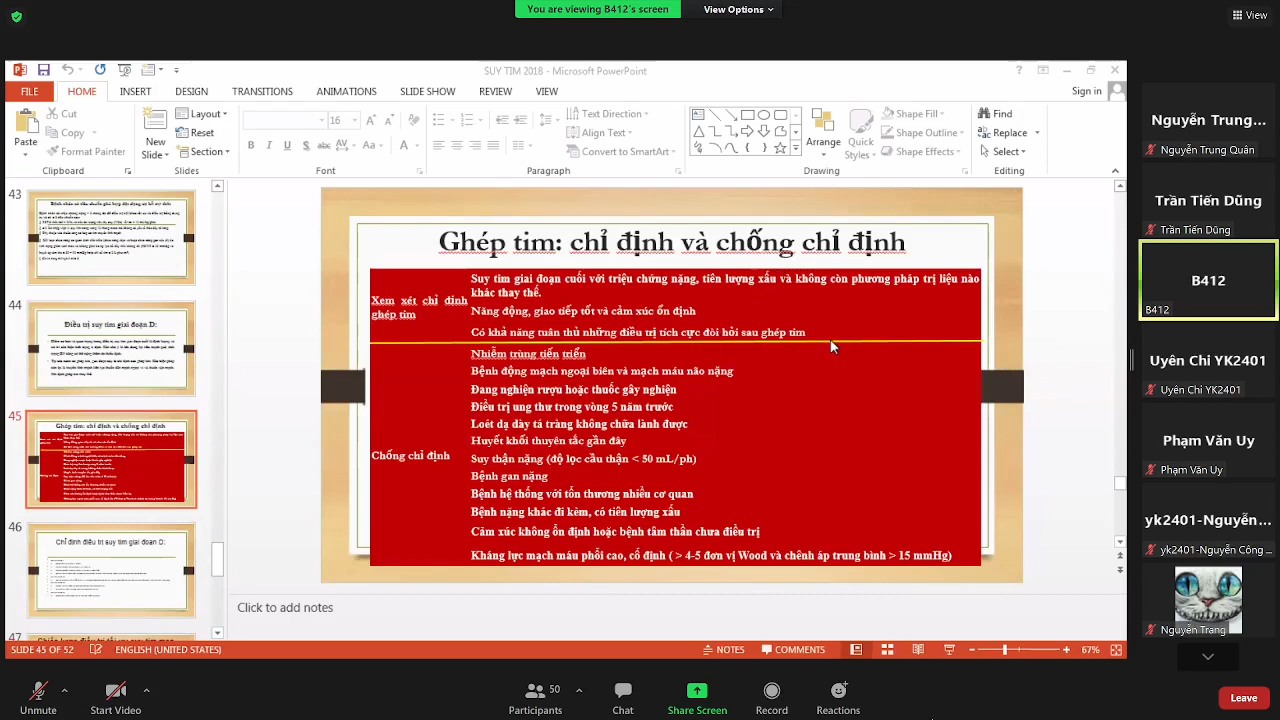 You are viewing B412's screen
View Options
View
SUY TIM 2018 - Microsoft PowerPoint
FILE
HOME
INSERT
DESIGN
TRANSITIONS
ANIMATIONS
SLIDE SHOW
REVIEW
VIEW
Sign in
Paste
Cut
Copy
Format Painter
Clipboard
New Slide
Layout
Reset
Section
Slides
16
Font
Text Direction
Align Text
Convert to SmartArt
Paragraph
Arrange
Quick Styles
Shape Fill
Shape Outline
Shape Effects
Drawing
Find
Replace
Select
Editing
43
44
Điều trị suy tim giai đoạn D:
45
Ghép tim: chỉ định và chống chỉ định
46
Chỉ định điều trị suy tim giai đoạn D:
47
Ghép tim: chỉ định và chống chỉ định
Xem xét chỉ định ghép tim
Suy tim giai đoạn cuối với triệu chứng nặng, tiên lượng xấu và không còn phương pháp trị liệu nào
khác thay thế.
Năng động, giao tiếp tốt và cảm xúc ổn định
Có khả năng tuân thủ những điều trị tích cực đòi hỏi sau ghép tim
Chống chỉ định
Nhiễm trùng tiến triển
Bệnh động mạch ngoại biên và mạch máu não nặng
Đang nghiện rượu hoặc thuốc gây nghiện
Điều trị ung thư trong vòng 5 năm trước
Loét dạ dày tá tràng không chữa lành được
Huyết khối thuyên tắc gần đây
Suy thận nặng (độ lọc cầu thận < 50 mL/ph)
Bệnh gan nặng
Bệnh hệ thống với tổn thương nhiều cơ quan
Bệnh nặng khác đi kèm, có tiên lượng xấu
Cảm xúc không ổn định hoặc bệnh tâm thần chưa điều trị
Kháng lực mạch máu phổi cao, cố định ( > 4-5 đơn vị Wood và chênh áp trung bình > 15 mmHg)
Click to add notes
SLIDE 45 OF 52
ENGLISH (UNITED STATES)
NOTES
COMMENTS
67%
Nguyễn Trung...
Nguyễn Trung Quân
Trần Tiến Dũng
Trần Tiến Dũng
B412
B412
Uyên Chi YK2401
Uyên Chi YK2401
Phạm Văn Uy
Phạm Văn Uy
yk2401-Nguyễn...
Nguyễn Trang
Unmute
Start Video
50
Participants
Chat
Share Screen
Record
Reactions
Leave